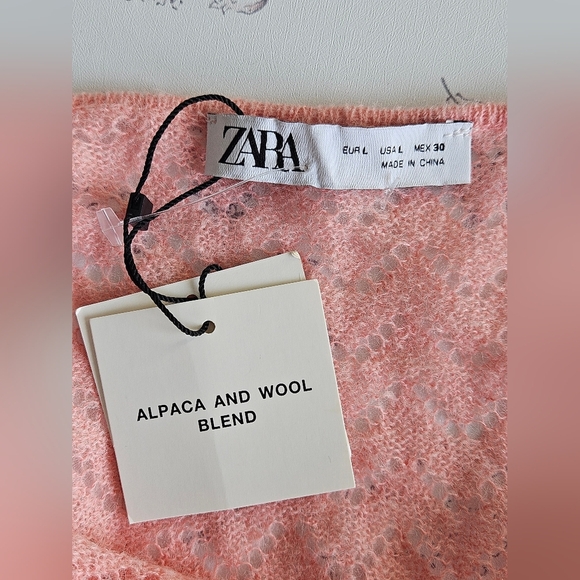 ZARA
EUR L USA L MEX 30
MADE IN CHINA
ALPACA AND WOOL
BLEND